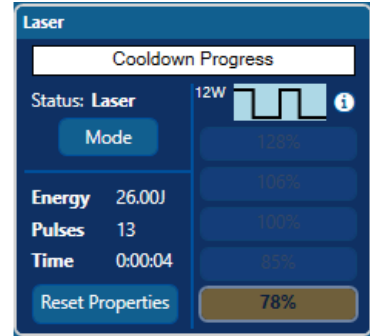 Laser
Cooldown Progress
Status: Laser
Mode
12W
128%
106%
100%
85%
78%
Energy 26.00J
Pulses 13
Time 0:00:04
Reset Properties